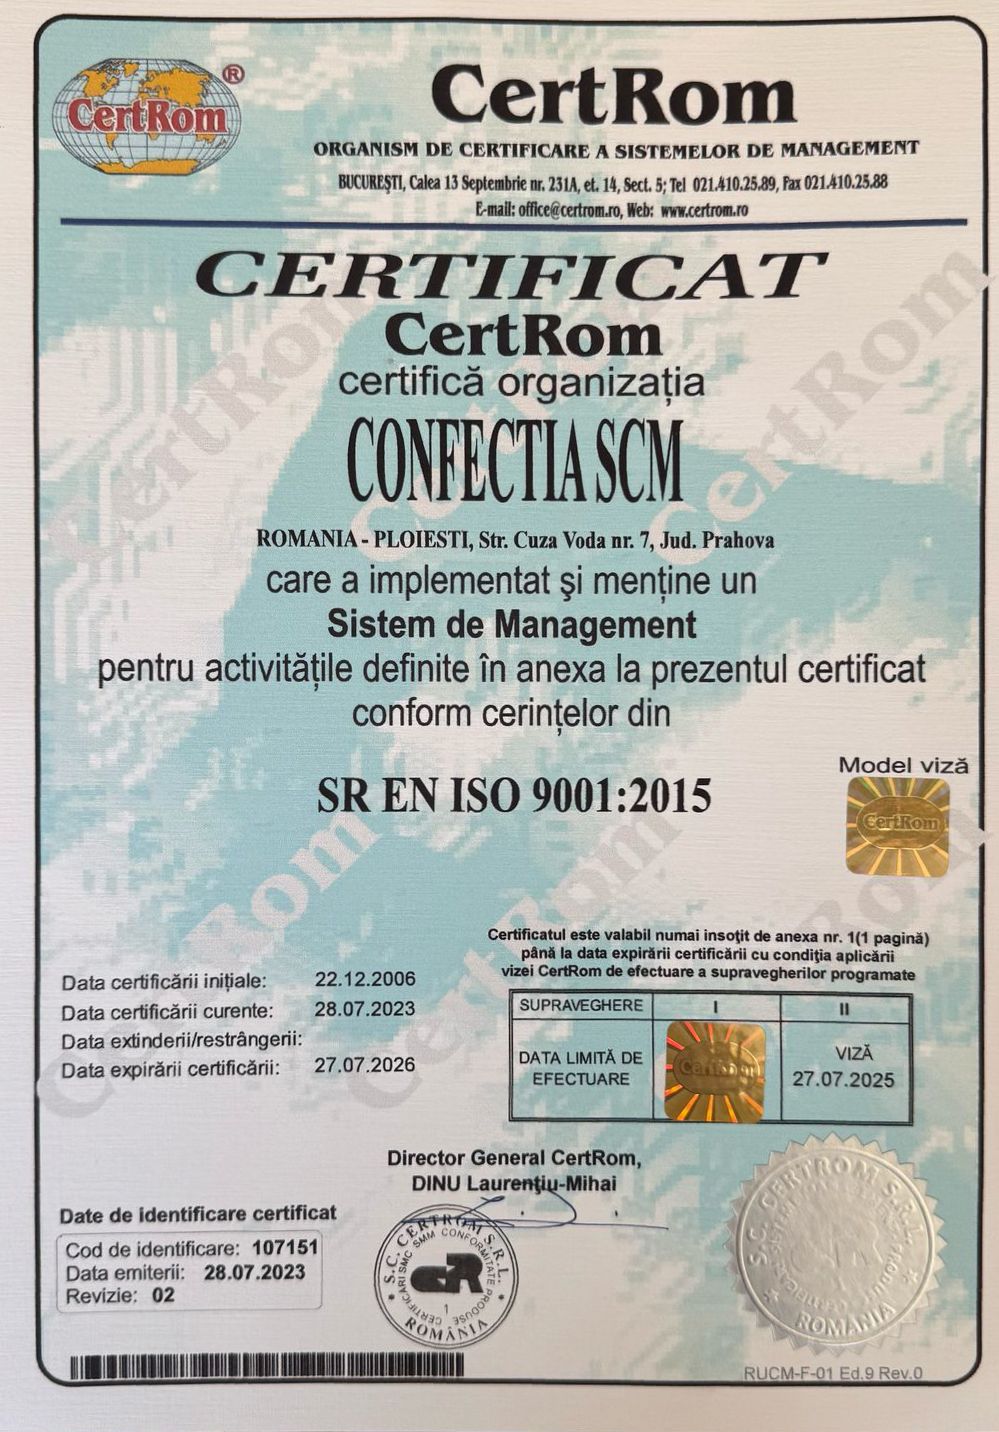 CertRom ®
CertRom
ORGANISM DE CERTIFICARE A SISTEMELOR DE MANAGEMENT
BUCUREŞTI, Calea 13 Septembrie nr. 231A, et. 14, Sect. 5; Tel 021.410.25.89, Fax 021.410.25.88
E-mail: office@certrom.ro, Web: www.certrom.ro
CERTIFICAT
CertRom
certifică organizaţia
CONFECTIA SCM
ROMANIA - PLOIESTI, Str. Cuza Voda nr. 7, Jud. Prahova
care a implementat şi menţine un
Sistem de Management
pentru activităţile definite în anexa la prezentul certificat
conform cerinţelor din
SR EN ISO 9001:2015
Model viză
CertRom
Certificatul este valabil numai insoţit de anexa nr. 1(1 pagină)
până la data expirării certificării cu condiţia aplicării
vizei CertRom de efectuare a supravegherilor programate
Data certificării iniţiale: 22.12.2006
Data certificării curente: 28.07.2023
Data extinderii/restrângerii:
Data expirării certificării: 27.07.2026
SUPRAVEGHERE I II
DATA LIMITĂ DE EFECTUARE CertRom VIZĂ 27.07.2025
Director General CertRom,
DINU Laurenţiu-Mihai
Date de identificare certificat
Cod de identificare: 107151
Data emiterii: 28.07.2023
Revizie: 02
S.C. CERTROM S.R.L.
CERTIFICARI SMC SMM CONFORMITATE PRODUSE
CR
1
ROMÂNIA
S.C. CERTROM S.R.L.
ROMANIA
RUCM-F-01 Ed.9 Rev.0